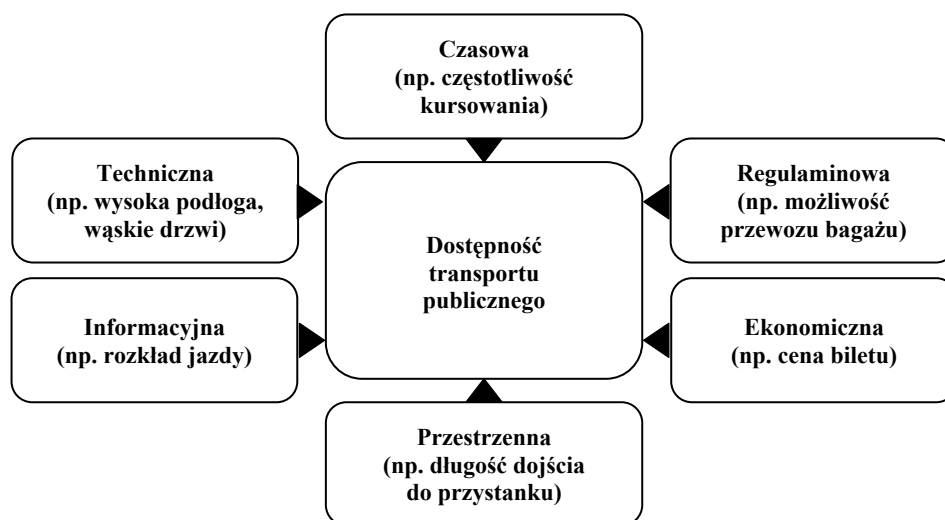 Czasowa
(np. częstotliwość
kursowania)
Techniczna
(np. wysoka podłoga,
wąskie drzwi)
Regulaminowa
(np. możliwość
przewozu bagażu)
Dostępność
transportu
publicznego
Informacyjna
(np. rozkład jazdy)
Ekonomiczna
(np. cena biletu)
Przestrzenna
(np. długość dojścia
do przystanku)